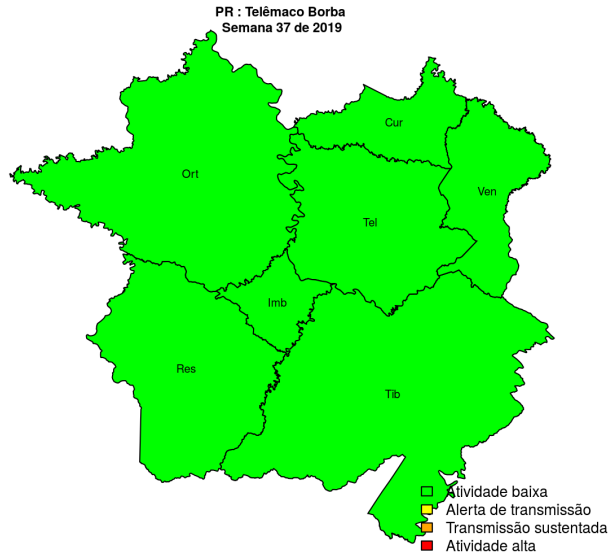 PR : Telêmaco Borba
Semana 37 de 2019
Cur
Ort
Ven
Tel
Imb
Res
Tib
Atividade baixa
Alerta de transmissão
Transmissão sustentada
Atividade alta